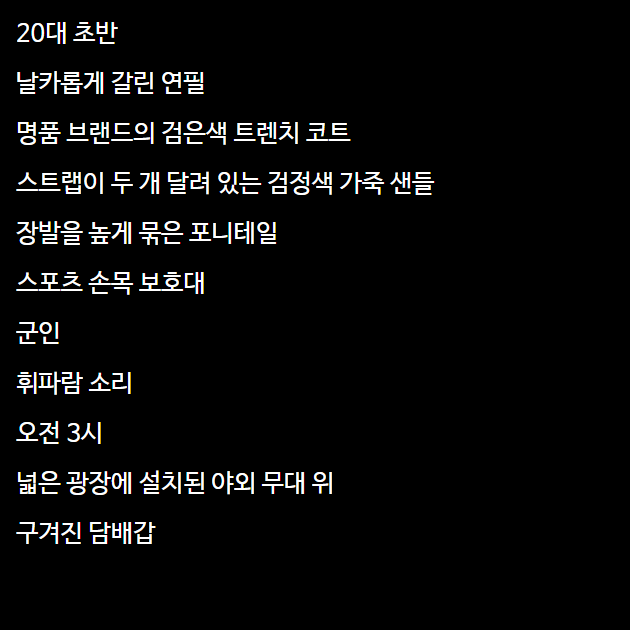 20대 초반
날카롭게 갈린 연필
명품 브랜드의 검은색 트렌치 코트
스트랩이 두 개 달려 있는 검정색 가죽 샌들
장발을 높게 묶은 포니테일
스포츠 손목 보호대
군인
휘파람 소리
오전 3시
넓은 광장에 설치된 야외 무대 위
구겨진 담배갑